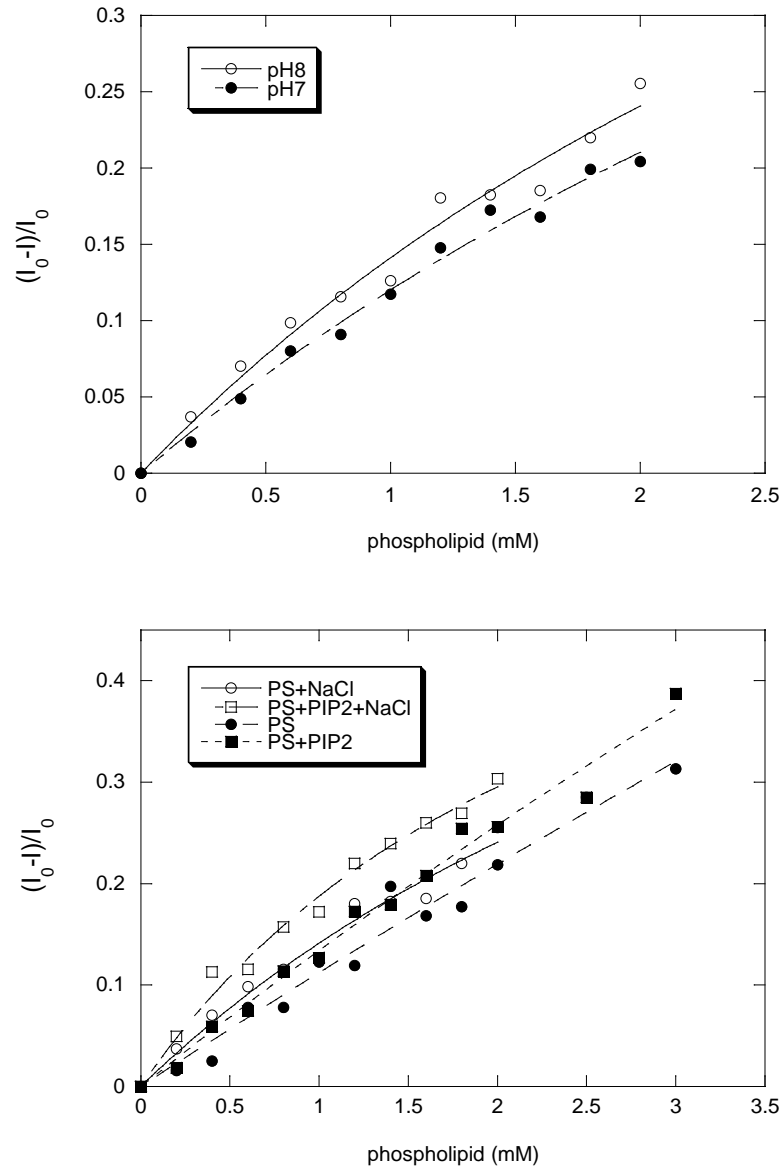 0.3
pH8
pH7
0.25
0.2
(I0-I)/I0
0.15
0.1
0.05
0
0 0.5 1 1.5 2 2.5
phospholipid (mM)
PS+NaCl
PS+PIP2+NaCl
PS
PS+PIP2
0.4
0.3
(I0-I)/I0
0.2
0.1
0
0 0.5 1 1.5 2 2.5 3 3.5
phospholipid (mM)